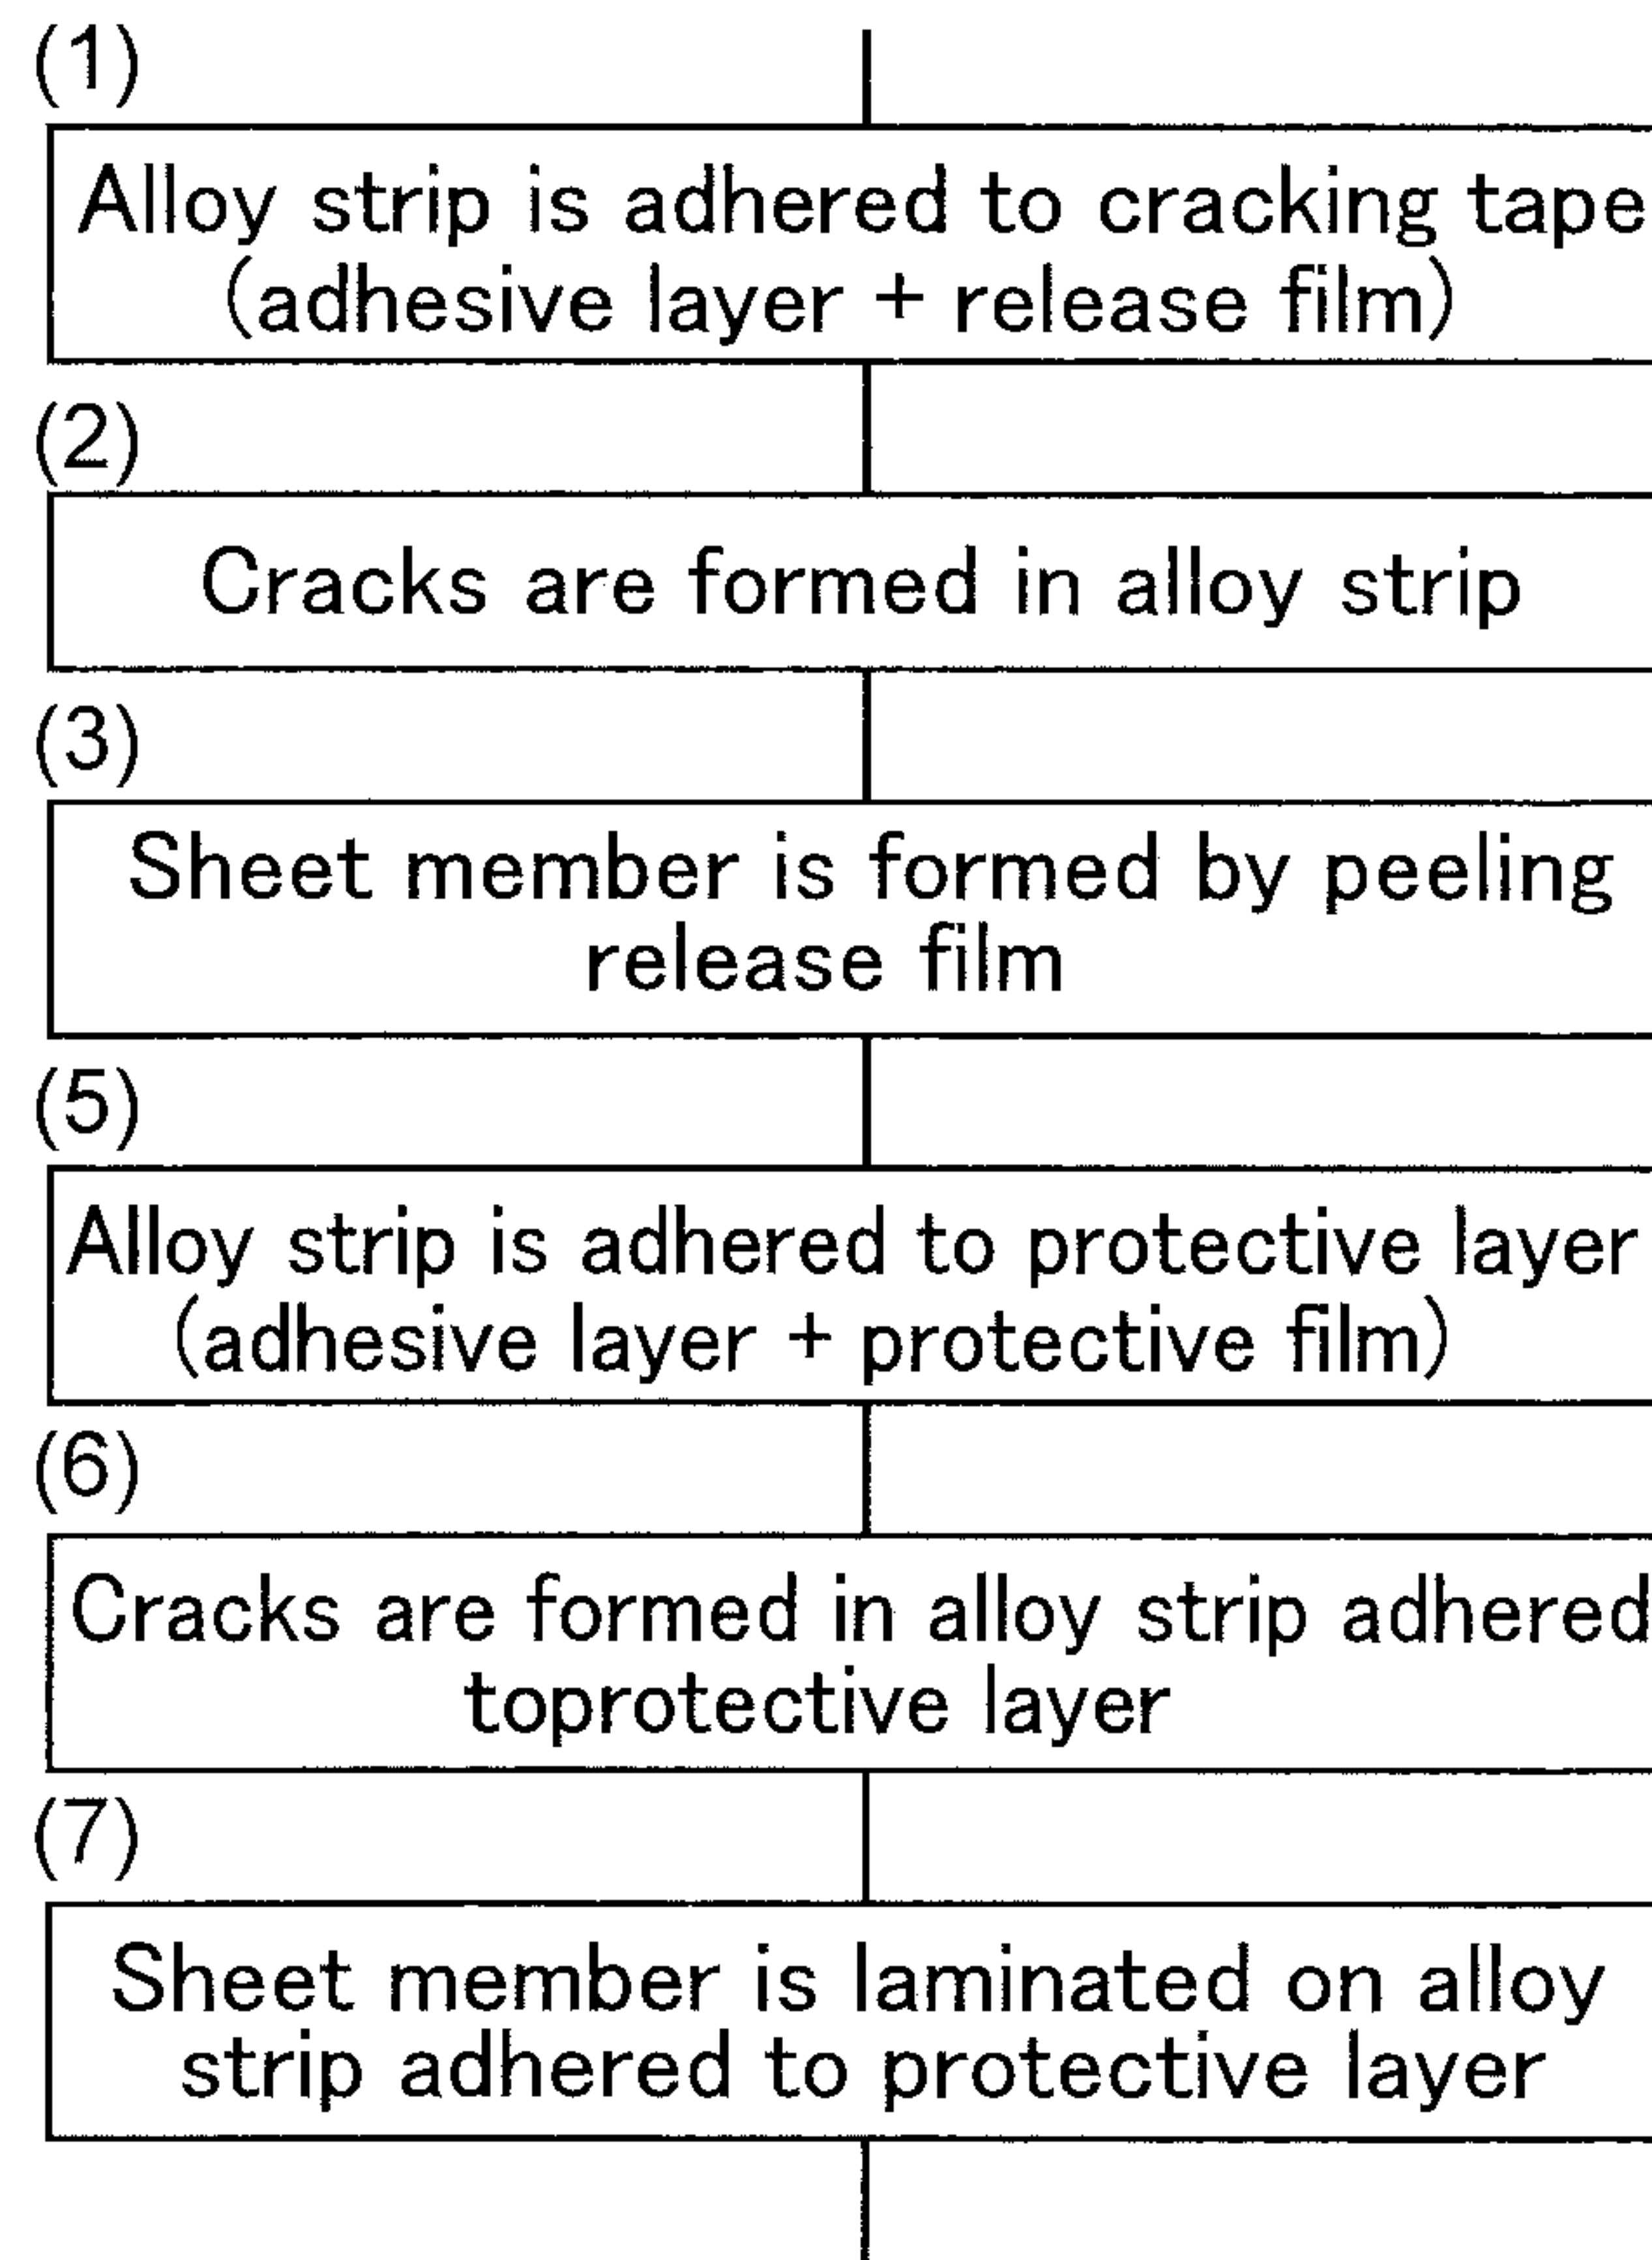 (1)
Alloy strip is adhered to cracking tape
(adhesive layer + release film)
(2)
Cracks are formed in alloy strip
(3)
Sheet member is formed by peeling
release film
(5)
Alloy strip is adhered to protective layer
(adhesive layer + protective film)
(6)
Cracks are formed in alloy strip adhered
toprotective layer
(7)
Sheet member is laminated on alloy
strip adhered to protective layer